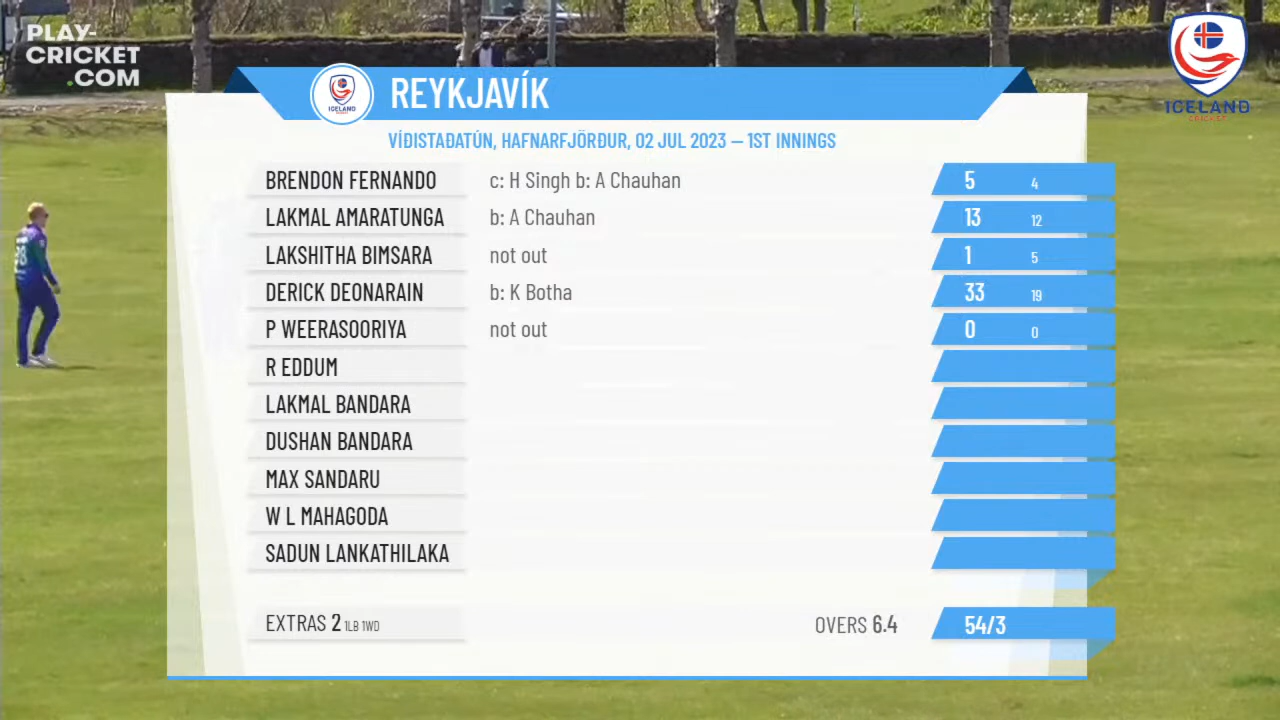 PLAY-
CRICKET
.COM
ICELAND
CRICKET
ICELAND
REYKJAVÍK
VÍÐISTAÐATÚN, HAFNARFJÖRÐUR, 02 JUL 2023 – 1ST INNINGS
BRENDON FERNANDO c: H Singh b: A Chauhan 5 4
LAKMAL AMARATUNGA b: A Chauhan 13 12
LAKSHITHA BIMSARA not out 1 5
DERICK DEONARAIN b: K Botha 33 19
P WEERASOORIYA not out 0 0
R EDDUM
LAKMAL BANDARA
DUSHAN BANDARA
MAX SANDARU
W L MAHAGODA
SADUN LANKATHILAKA
EXTRAS 2 1LB 1WD OVERS 6.4 54/3